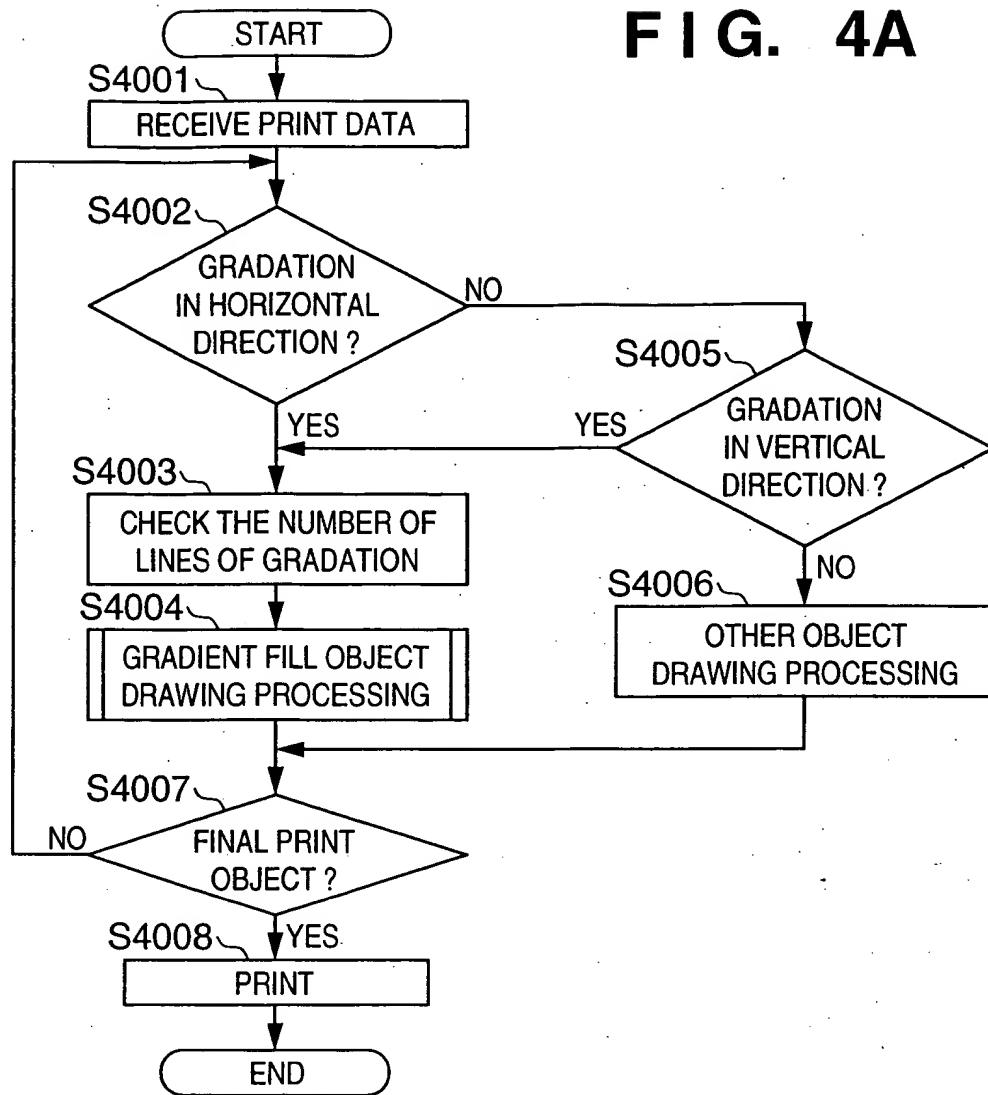 FIG. 4A
START
S4001
RECEIVE PRINT DATA
S4002
GRADATION
IN HORIZONTAL
DIRECTION ?
NO
YES
S4005
GRADATION
IN VERTICAL
DIRECTION ?
YES
NO
S4003
CHECK THE NUMBER OF
LINES OF GRADATION
S4004
GRADIENT FILL OBJECT
DRAWING PROCESSING
S4006
OTHER OBJECT
DRAWING PROCESSING
S4007
FINAL PRINT
OBJECT ?
NO
YES
S4008
PRINT
END